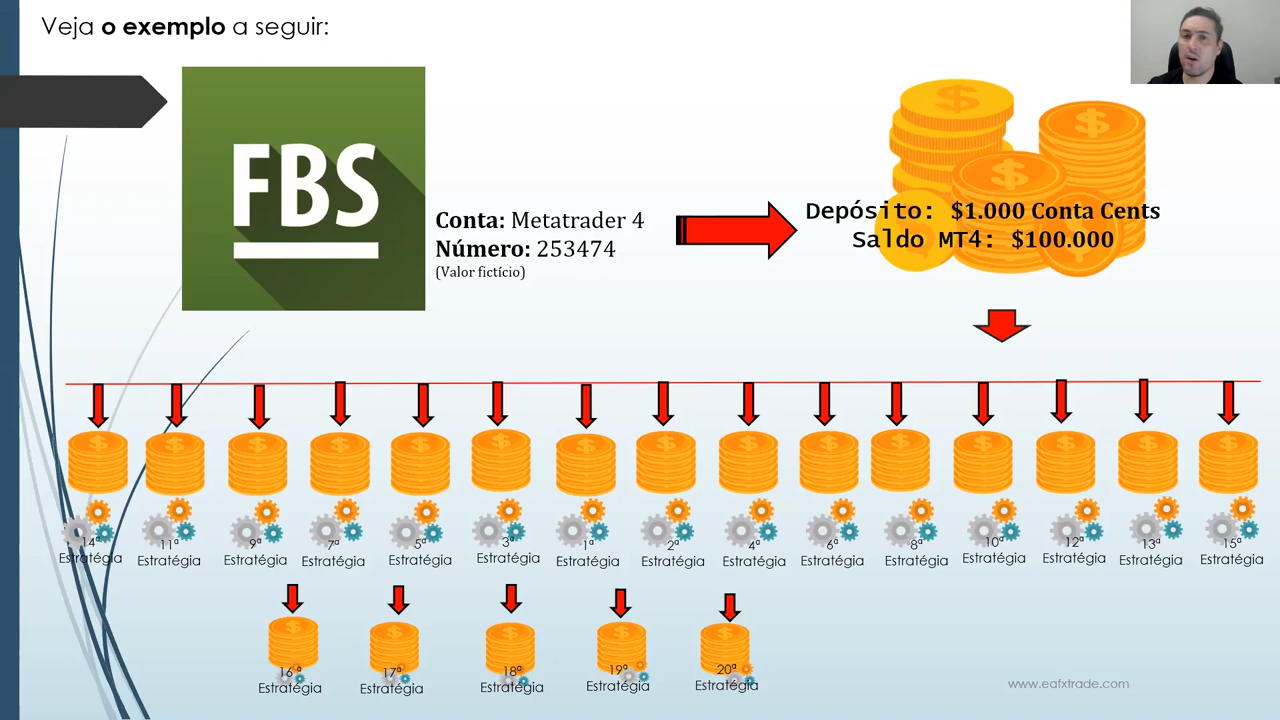 Veja o exemplo a seguir:
FBS
Conta: Metatrader 4
Número: 253474
(Valor fictício)
Depósito: $1.000 Conta Cents
Saldo MT4: $100.000
14ª
Estratégia
11ª
Estratégia
9ª
Estratégia
7ª
Estratégia
5ª
Estratégia
3ª
Estratégia
1ª
Estratégia
2ª
Estratégia
4ª
Estratégia
6ª
Estratégia
8ª
Estratégia
10ª
Estratégia
12ª
Estratégia
13ª
Estratégia
15ª
Estratégia
16 ª
Estratégia
17ª
Estratégia
18ª
Estratégia
19ª
Estratégia
20ª
Estratégia
www.eafxtrade.com